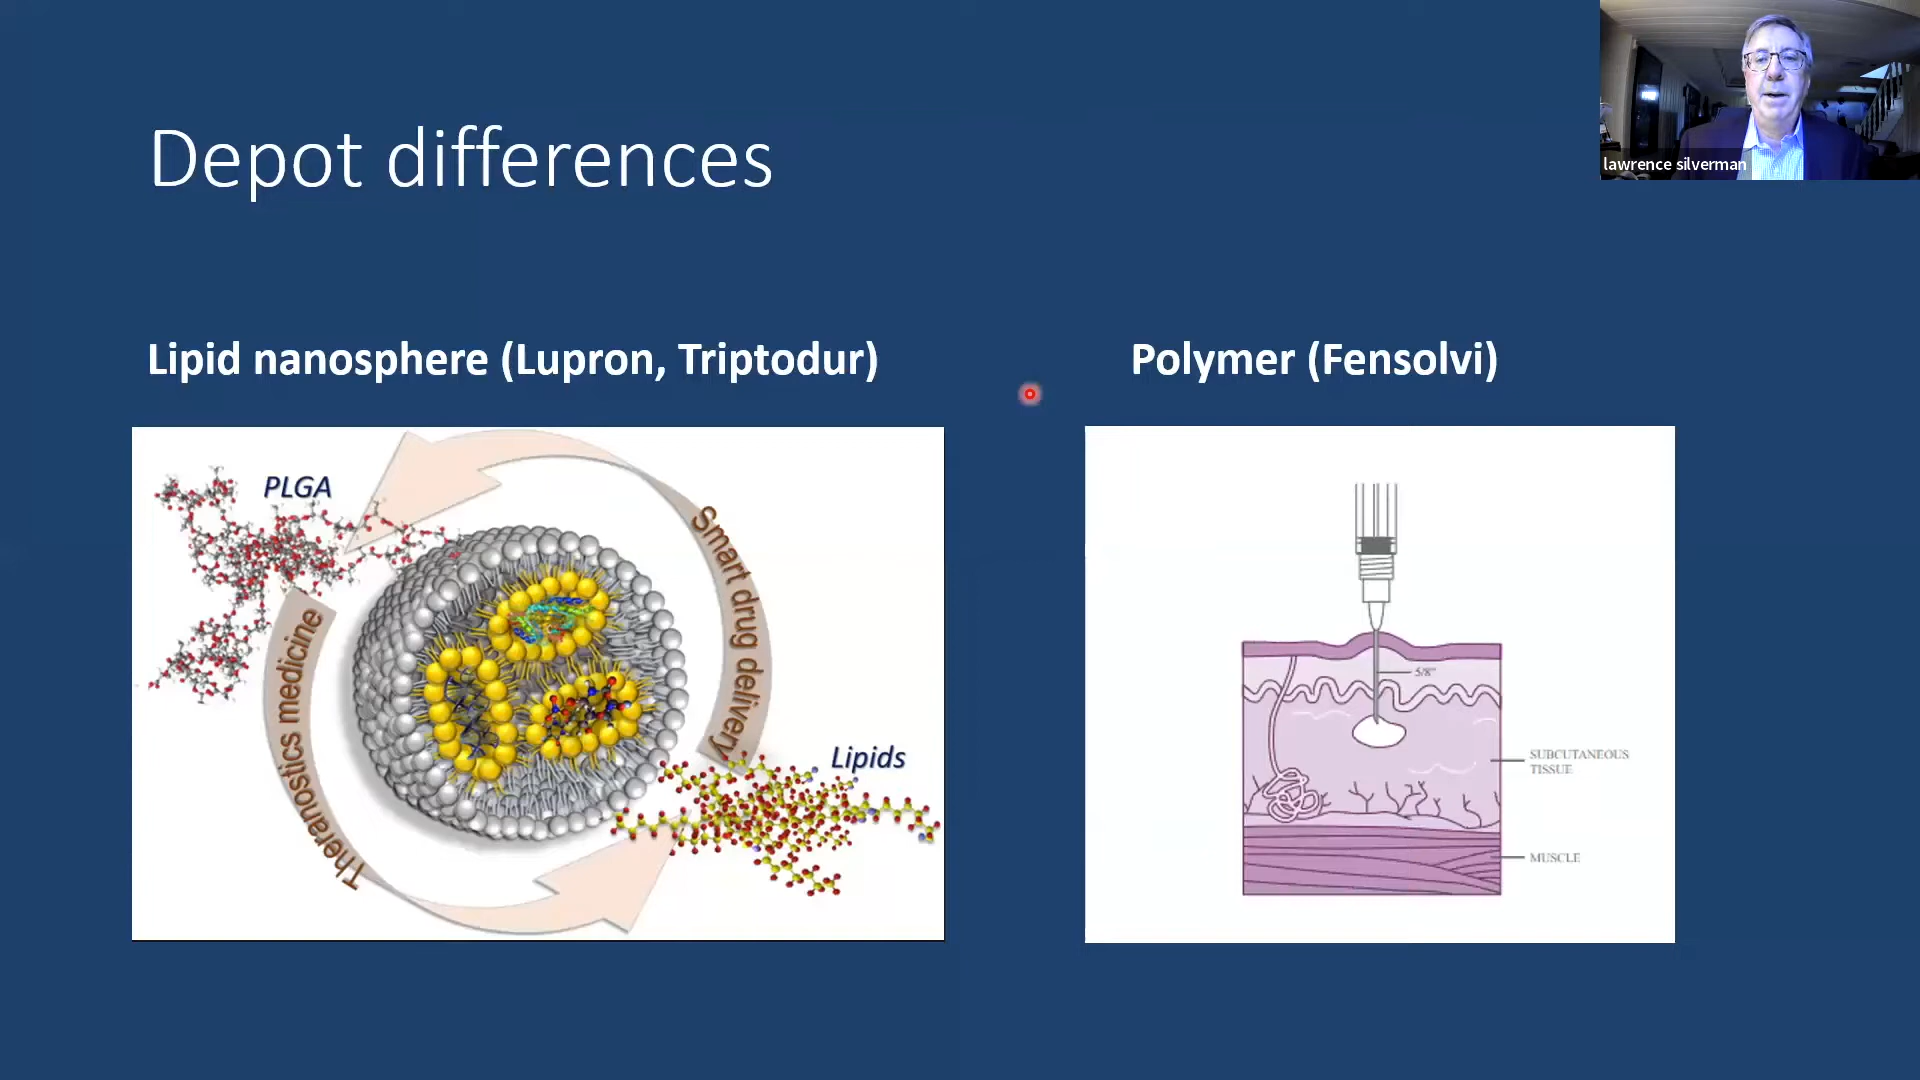 lawrence silverman
Depot differences
Lipid nanosphere (Lupron, Triptodur)
Polymer (Fensolvi)
PLGA
Smart drug delivery
Theranostics medicine
Lipids
5/8"
SUBCUTANEOUS
TISSUE
MUSCLE